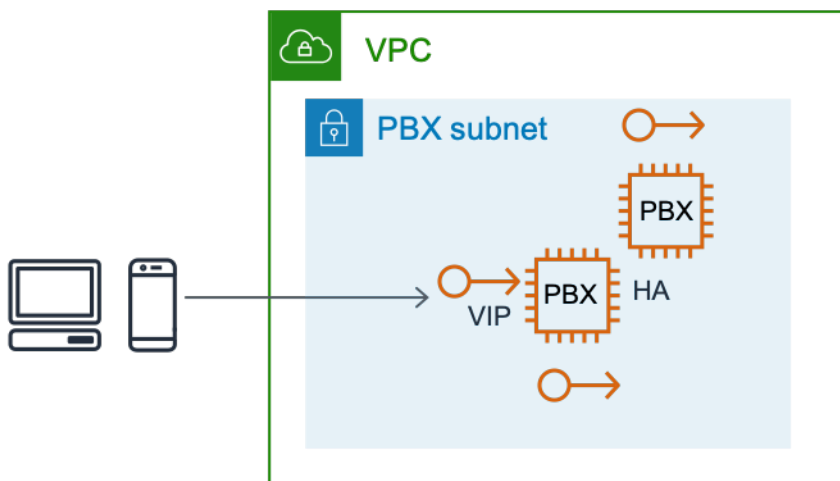 VPC
PBX subnet
PBX
PBX
HA
VIP